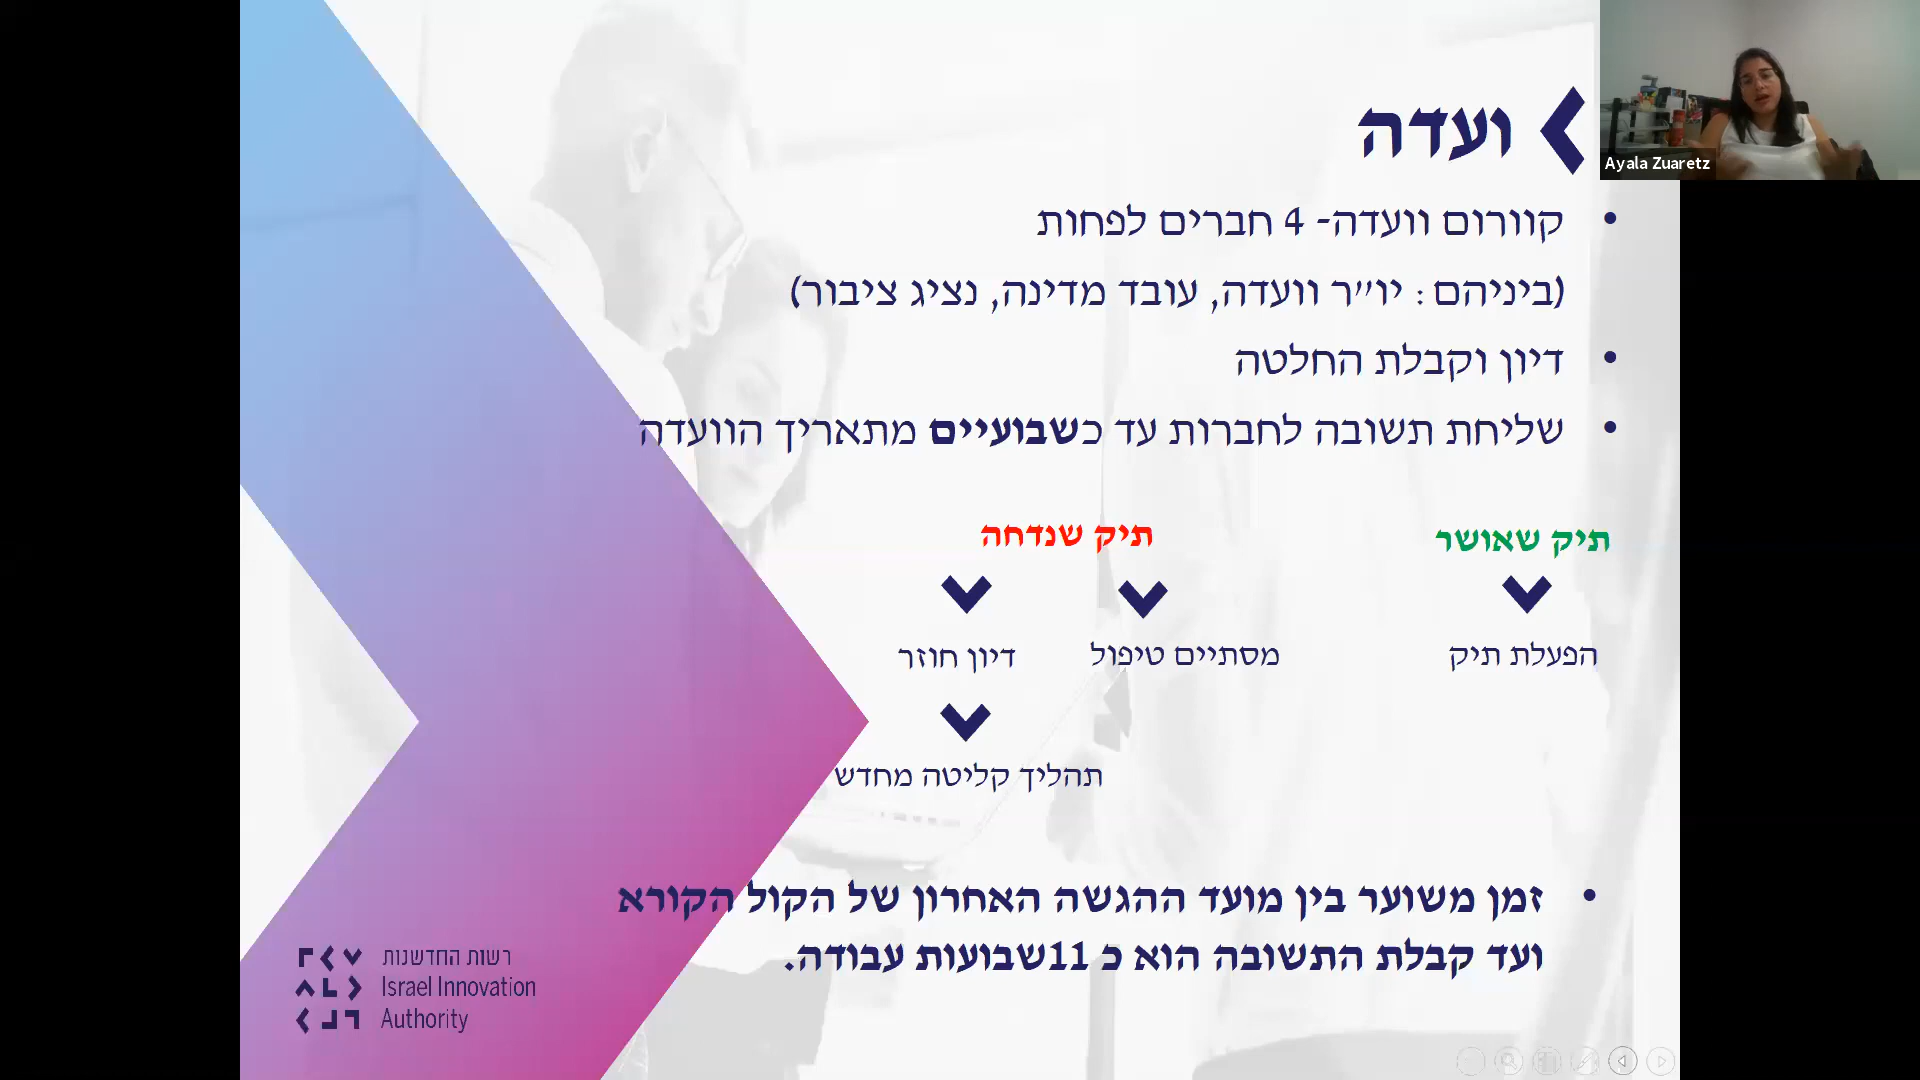 ועדה
Ayala Zuaretz
• קוורום וועדה- 4 חברים לפחות
(ביניהם: יו"ר וועדה, עובד מדינה, נציג ציבור)
• דיון וקבלת החלטה
• שליחת תשובה לחברות עד כשבועיים מתאריך הוועדה
תיק שאושר
תיק שנדחה
הפעלת תיק
מסתיים טיפול
דיון חוזר
תהליך קליטה מחדש
• זמן משוער בין מועד ההגשה האחרון של הקול הקורא
ועד קבלת התשובה הוא כ 11שבועות עבודה.
רשות החדשנות
Israel Innovation
Authority